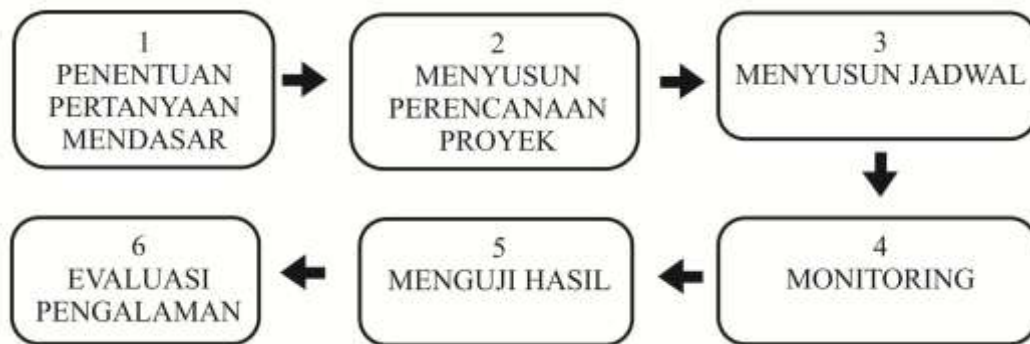 1
PENENTUAN
PERTANYAAN
MENDASAR
2
MENYUSUN
PERENCANAAN
PROYEK
3
MENYUSUN JADWAL
4
MONITORING
5
MENGUJI HASIL
6
EVALUASI
PENGALAMAN